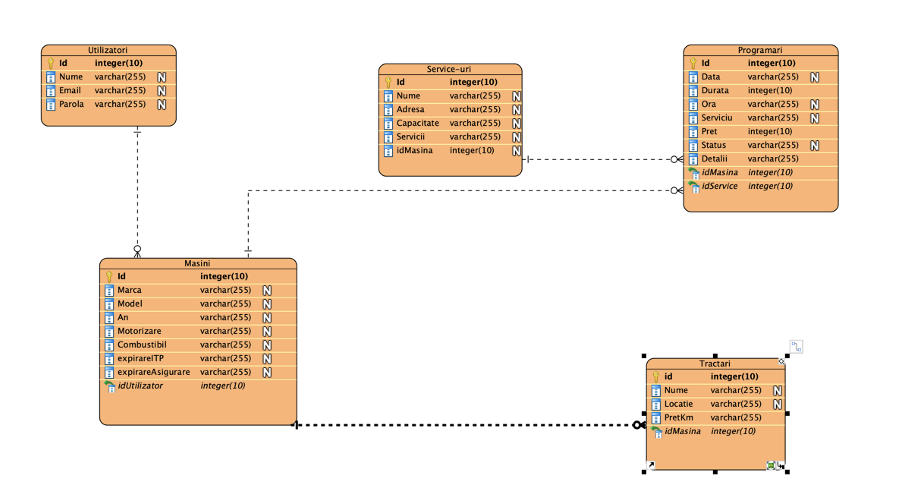 Utilizatori
Id integer(10)
Nume varchar(255) N
Email varchar(255) N
Parola varchar(255) N
Service-uri
Id integer(10)
Nume varchar(255) N
Adresa varchar(255) N
Capacitate varchar(255) N
Servicii varchar(255) N
idMasina integer(10) N
Programari
Id integer(10)
Data varchar(255) N
Durata integer(10)
Ora varchar(255) N
Serviciu varchar(255) N
Pret integer(10)
Status varchar(255) N
Detalii varchar(255)
idMasina integer(10)
idService integer(10)
Masini
Id integer(10)
Marca varchar(255) N
Model varchar(255) N
An varchar(255) N
Motorizare varchar(255) N
Combustibil varchar(255) N
expirareITP varchar(255) N
expirareAsigurare varchar(255) N
idUtilizator integer(10)
Tractari
id integer(10)
Nume varchar(255) N
Locatie varchar(255) N
PretKm varchar(255)
idMasina integer(10)